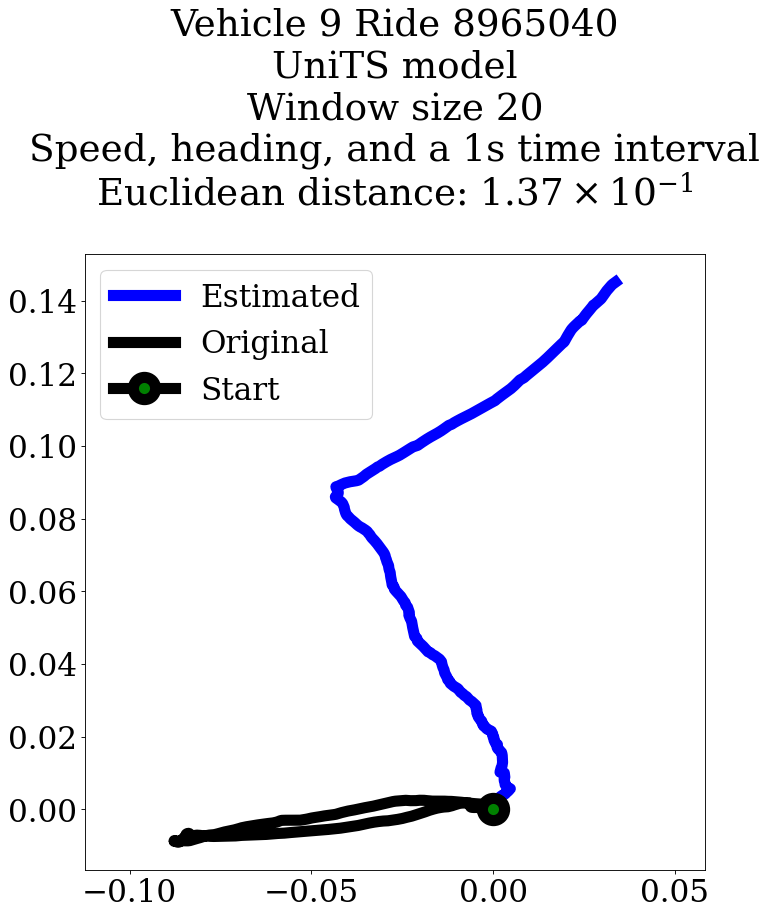 Vehicle 9 Ride 8965040
UniTS model
Window size 20
Speed, heading, and a 1s time interval
Euclidean distance: 1.37 × 10⁻¹
Estimated
Original
Start
0.14
0.12
0.10
0.08
0.06
0.04
0.02
0.00
−0.10
−0.05
0.00
0.05